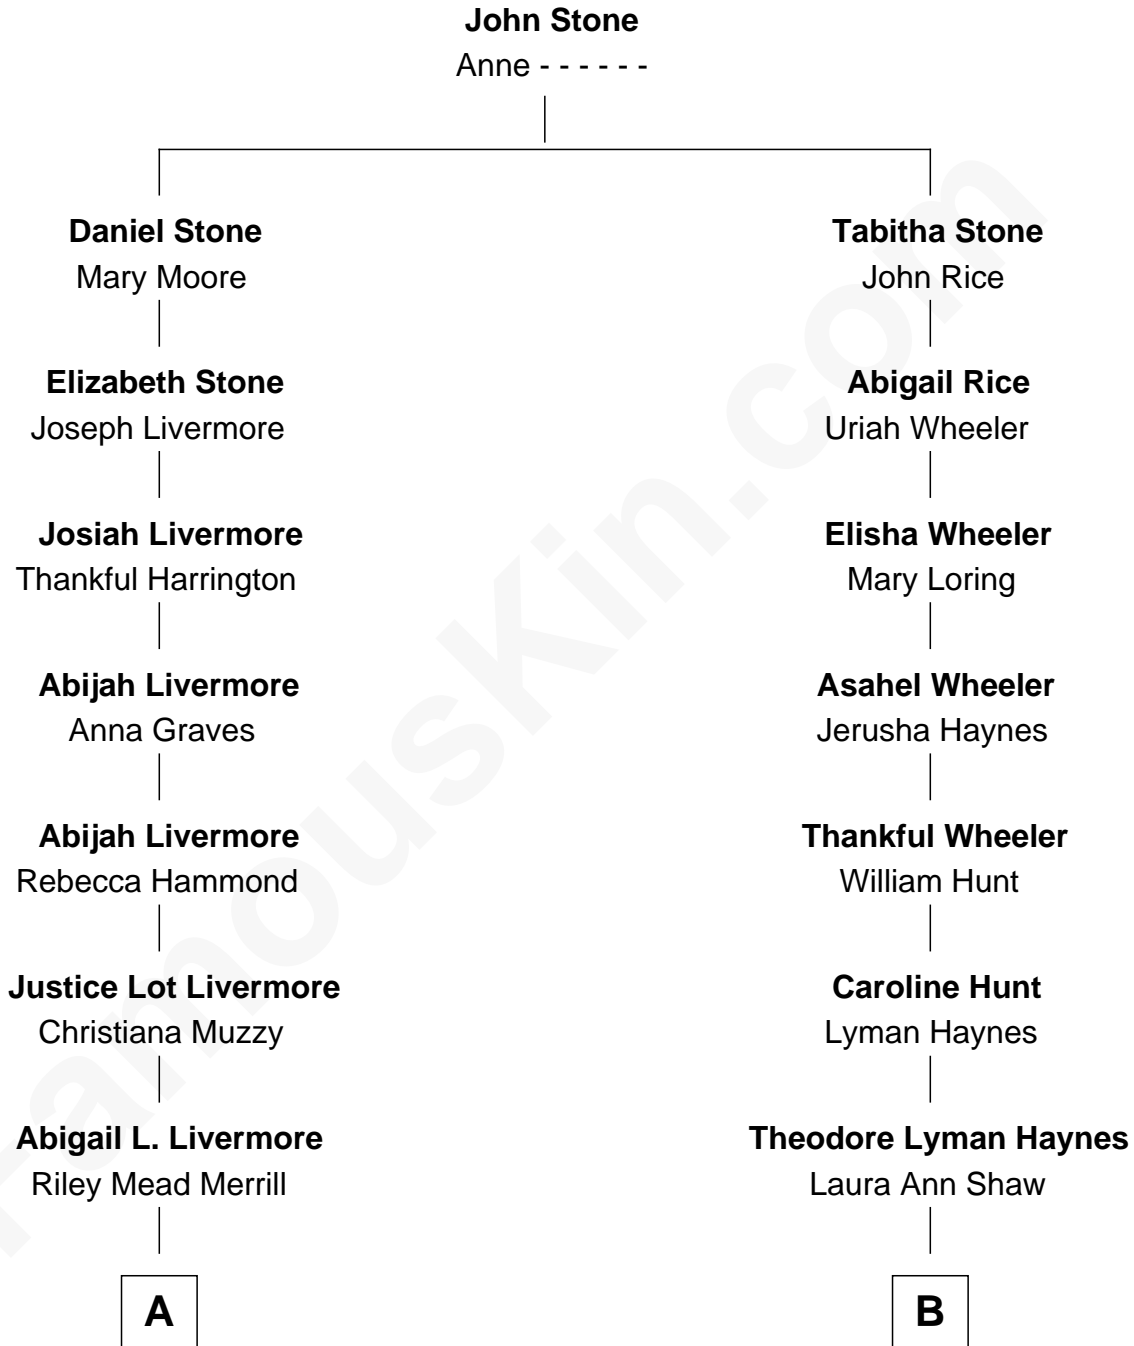 John Stone
Anne - - - - - -
Daniel Stone
Mary Moore
Tabitha Stone
John Rice
Elizabeth Stone
Joseph Livermore
Abigail Rice
Uriah Wheeler
Josiah Livermore
Thankful Harrington
Elisha Wheeler
Mary Loring
Abijah Livermore
Anna Graves
Asahel Wheeler
Jerusha Haynes
Abijah Livermore
Rebecca Hammond
Thankful Wheeler
William Hunt
Justice Lot Livermore
Christiana Muzzy
Caroline Hunt
Lyman Haynes
Abigail L. Livermore
Riley Mead Merrill
Theodore Lyman Haynes
Laura Ann Shaw
A
B
FamousKin.com